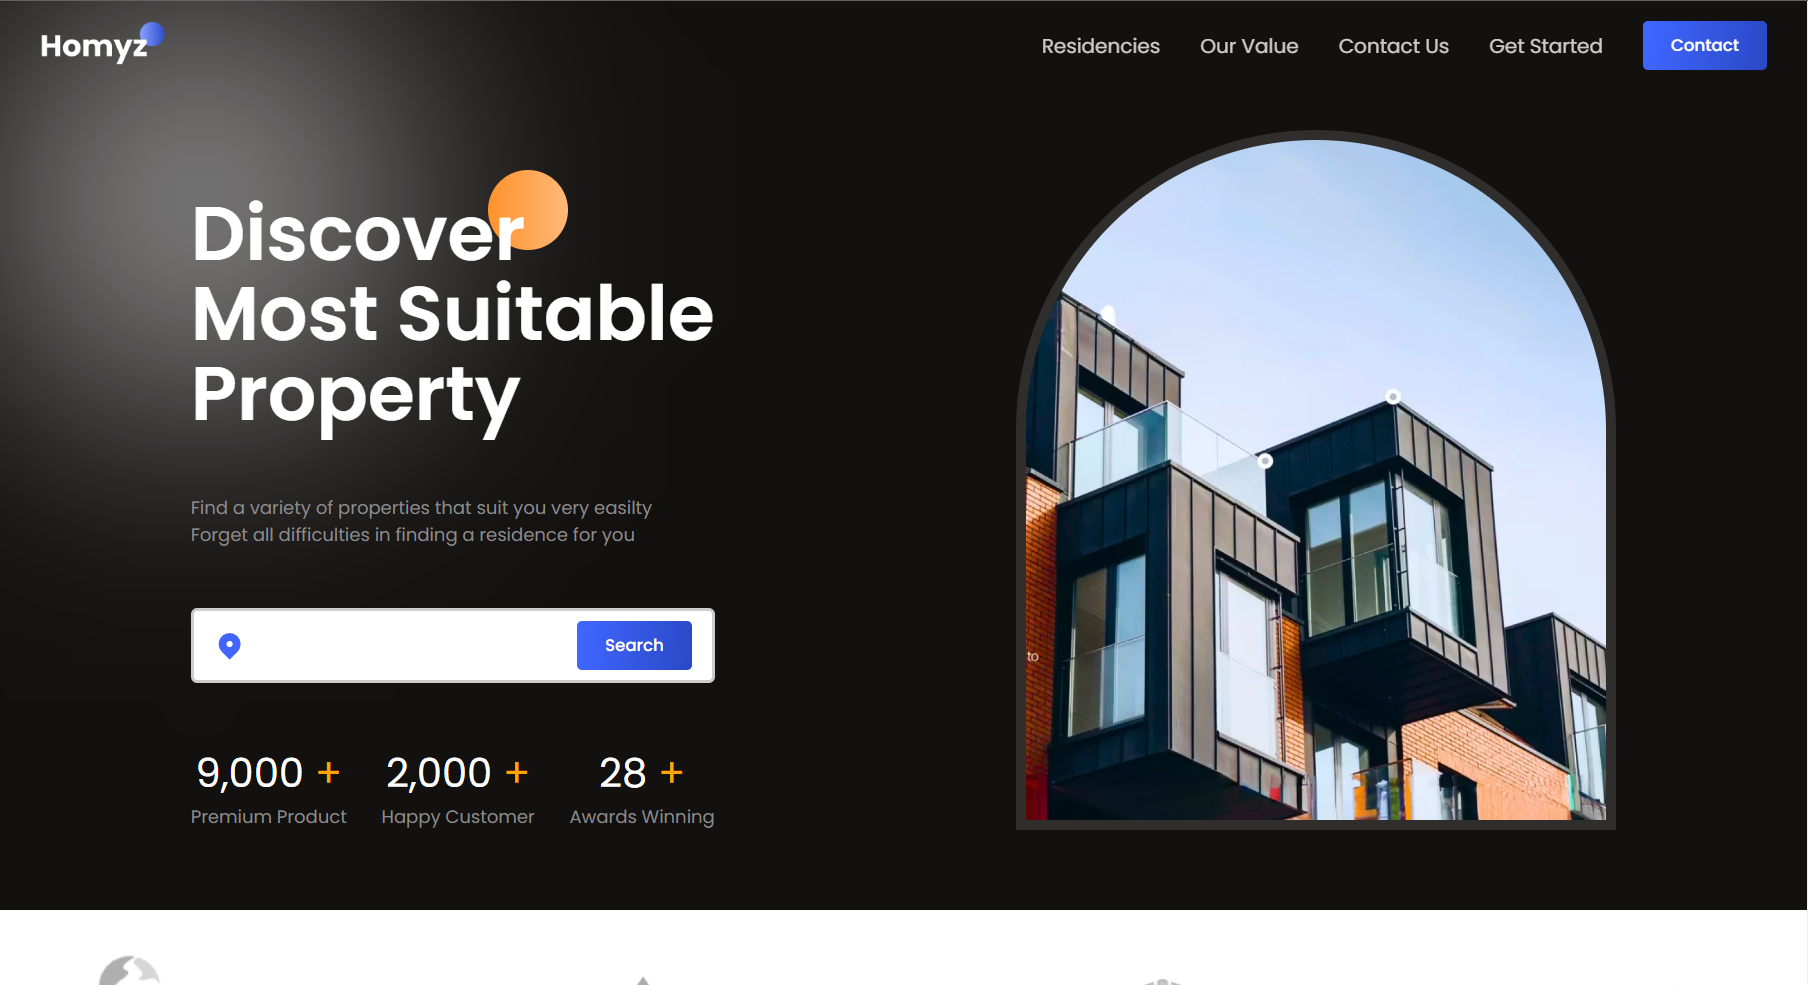 Homyz
Residencies
Our Value
Contact Us
Get Started
Contact
Discover
Most Suitable
Property
Find a variety of properties that suit you very easilty
Forget all difficulties in finding a residence for you
Search
9,000 +
2,000 +
28 +
Premium Product
Happy Customer
Awards Winning
to